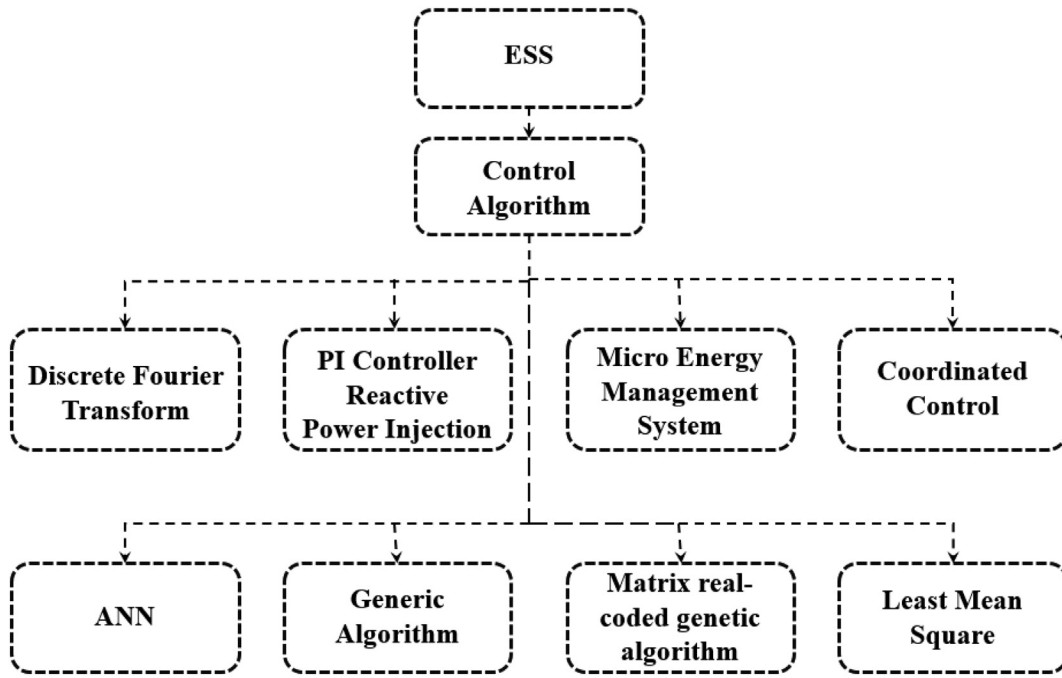 ESS
Control
Algorithm
Discrete Fourier
Transform
PI Controller
Reactive
Power Injection
Micro Energy
Management
System
Coordinated
Control
ANN
Generic
Algorithm
Matrix real-
coded genetic
algorithm
Least Mean
Square